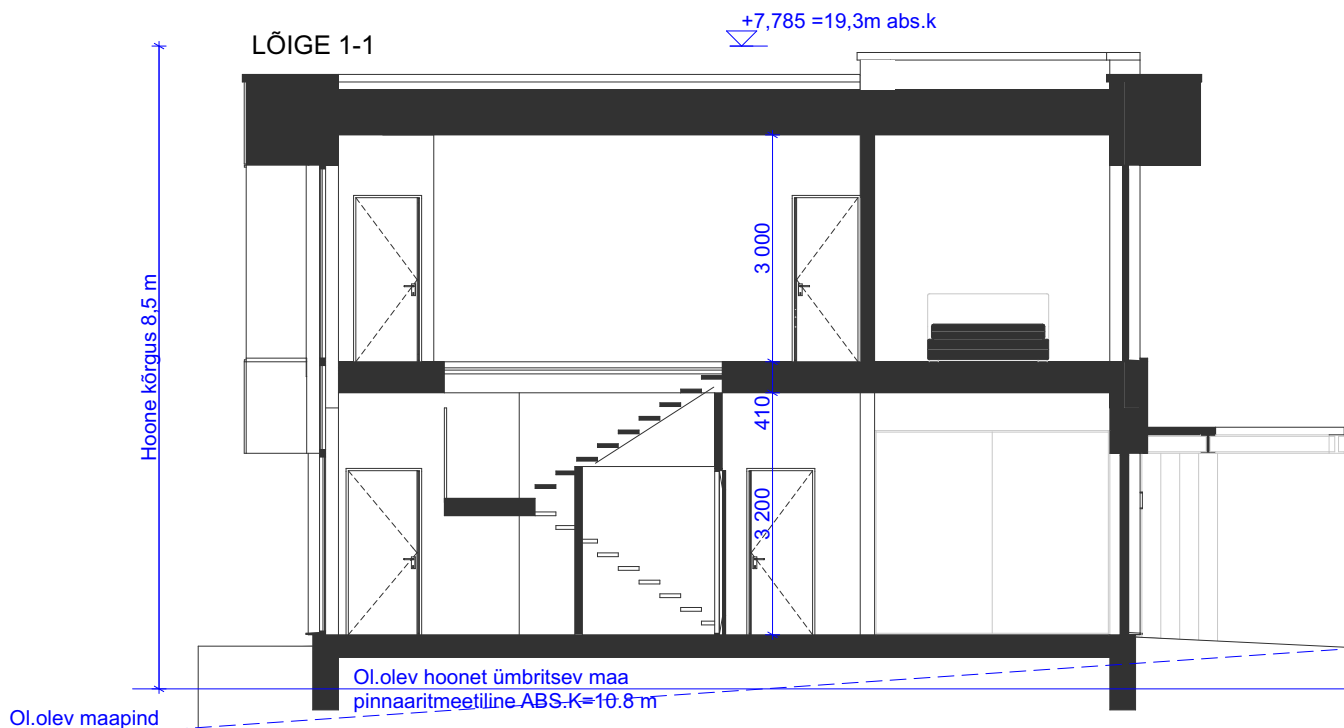 +7,785 =19,3m abs.k
LÕIGE 1-1
Hoone kõrgus 8,5 m
3 000
410
3 200
Ol.olev hoonet ümbritsev maa
pinnaaritmeetiline ABS.K=10.8 m
Ol.olev maapind